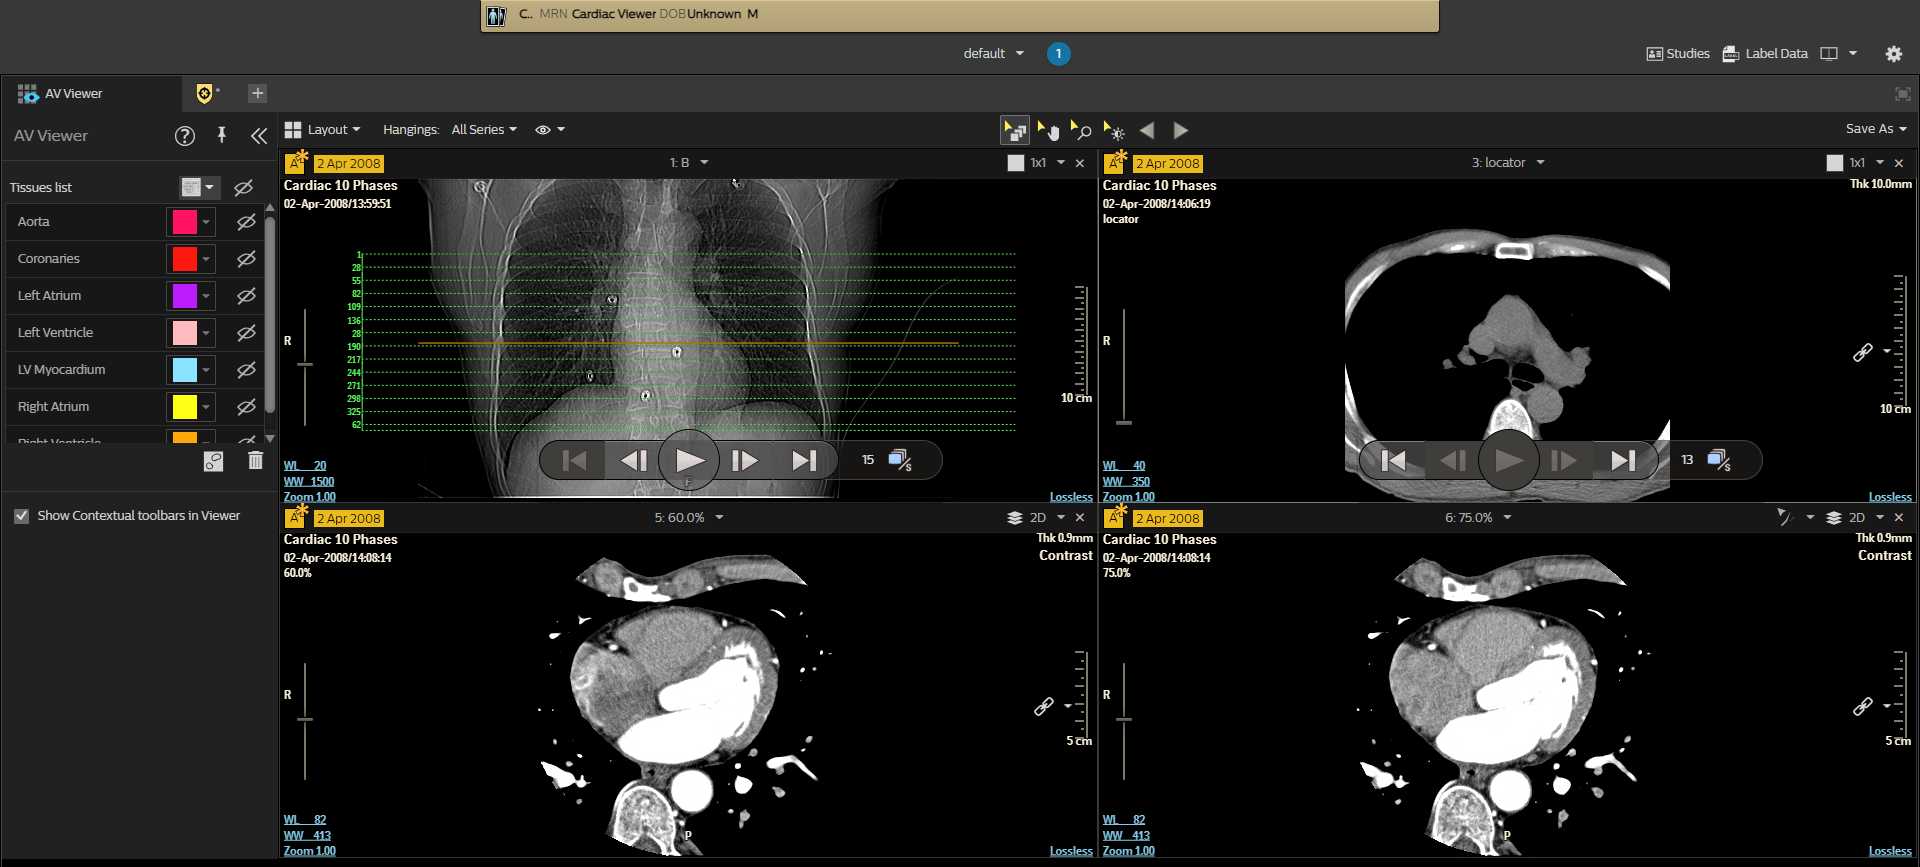 C.. MRN Cardiac Viewer DOB Unknown M
default 1 Studies Label Data
AV Viewer
AV Viewer
Layout Hangings: All Series Save As
Tissues list
Aorta
Coronaries
Left Atrium
Left Ventricle
LV Myocardium
Right Atrium
Right Ventricle
Show Contextual toolbars in Viewer
A 2 Apr 2008 1: B 1x1
Cardiac 10 Phases
02-Apr-2008/13:59:51
1
28
55
82
109
136
28
190
217
244
271
298
325
62
R
10 cm
15
WL 20
WW 1500
Zoom 1.00
Lossless
A 2 Apr 2008 3: locator 1x1
Cardiac 10 Phases Thk 10.0mm
02-Apr-2008/14:06:19
locator
R
10 cm
13
WL 40
WW 350
Zoom 1.00
Lossless
A 2 Apr 2008 5: 60.0% 2D
Cardiac 10 Phases Thk 0.9mm
02-Apr-2008/14:08:14 Contrast
60.0%
R
5 cm
P
WL 82
WW 413
Zoom 1.00
Lossless
A 2 Apr 2008 6: 75.0% 2D
Cardiac 10 Phases Thk 0.9mm
02-Apr-2008/14:08:14 Contrast
75.0%
R
5 cm
P
WL 82
WW 413
Zoom 1.00
Lossless